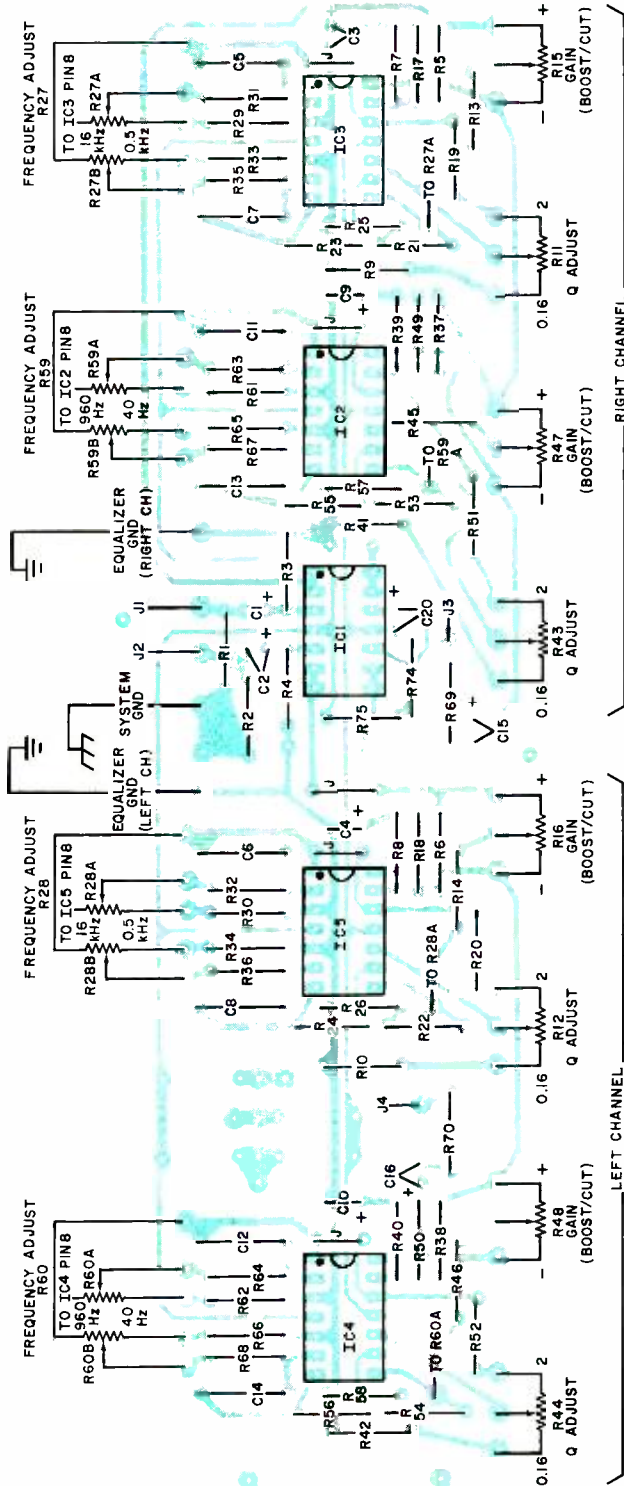 FREQUENCY ADJUST
R60
TO IC4 PIN8
960
Hz
R60A
R60B
40
Hz
FREQUENCY ADJUST
R28
TO IC5 PIN8
16
kHz
R28A
R28B
0.5
kHz
EQUALIZER
GND
(LEFT CH)
SYSTEM
GND
J2
J1
EQUALIZER
GND
(RIGHT CH)
FREQUENCY ADJUST
R59
TO IC2 PIN8
960
Hz
R59A
R59B
40
Hz
FREQUENCY ADJUST
R27
TO IC3 PIN8
16
kHz
R27A
R27B
0.5
kHz
C14
R68
R66
R62
R64
C12
C8
R36
R34
R30
R32
C6
R2
R1
C2
+
C1
+
R4
R3
C13
R67
R65
R61
R63
C11
C7
R35
R33
R29
R31
C5
R56
R42
R
58
R
54
IC4
J
C10
+
R10
R
24
R
26
R22
IC5
J
C4
+
J
R75
IC1
R
55
R
57
R
41
R
53
IC2
J
C9
+
R9
R
23
R
25
R
21
IC3
J
C3
TO R60A
R52
R46
R40
R50
R38
C16
+
R70
J4
TO R28A
R20
R14
R8
R18
R6
R74
R69
C15
+
C20
+
J3
R51
TO
R59
A
R45
R39
R49
R37
TO R27A
R19
R13
R7
R17
R5
0.16
R44
2
Q ADJUST
-
R48
+
GAIN
(BOOST/CUT)
0.16
R12
2
Q ADJUST
-
R16
+
GAIN
(BOOST/CUT)
0.16
R43
2
Q ADJUST
-
R47
+
GAIN
(BOOST/CUT)
0.16
R11
2
Q ADJUST
-
R15
+
GAIN
(BOOST/CUT)
LEFT CHANNEL
RIGHT CHANNEL